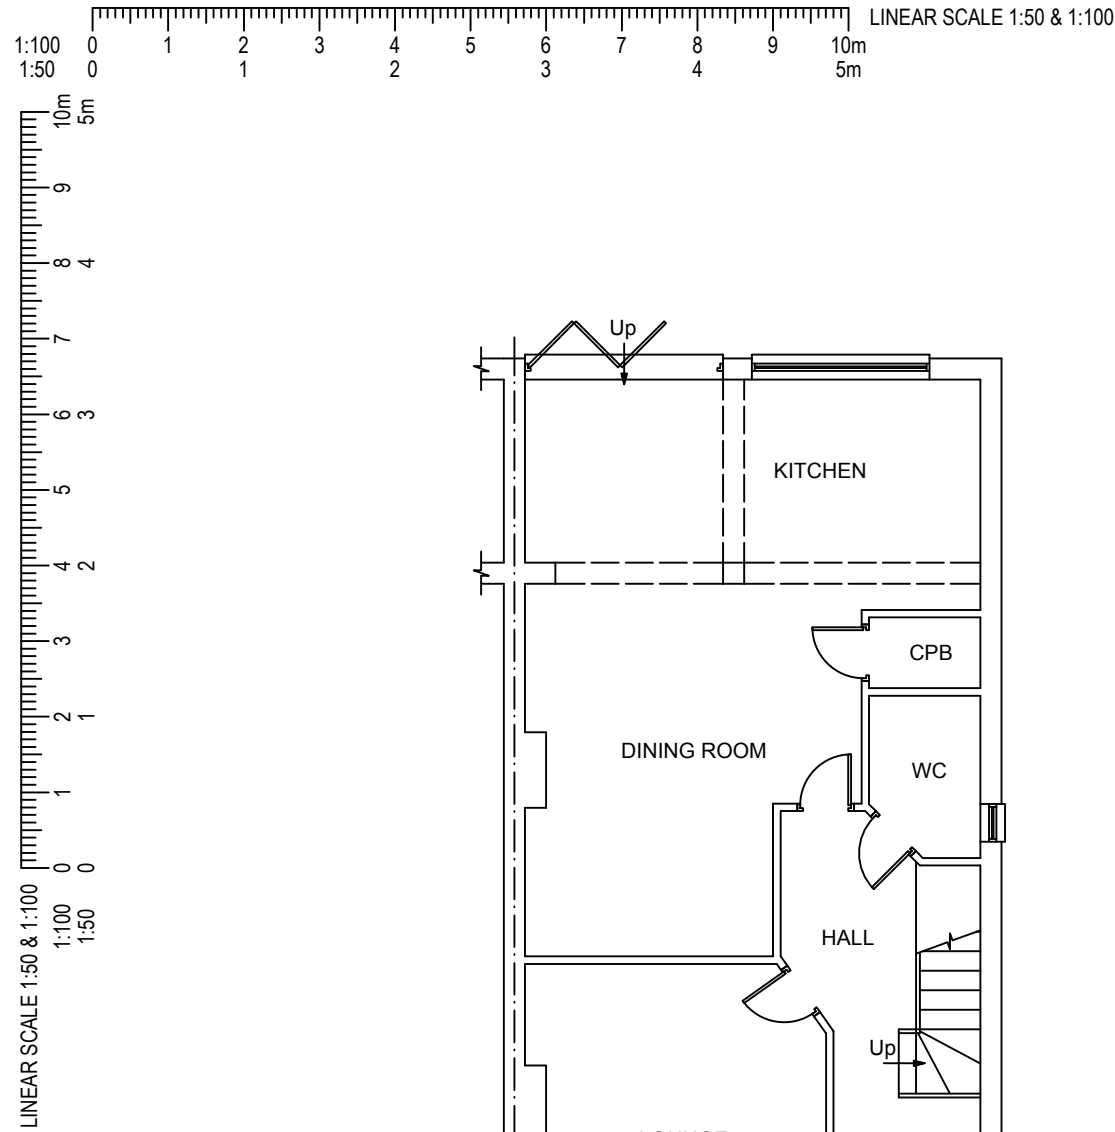 LINEAR SCALE 1:50 & 1:100
1:100 0 1 2 3 4 5 6 7 8 9 10m
1:50 0 1 2 3 4 5m
10m 5m
9
8 4
7
6 3
5
4 2
3
2 1
1
0 0
1:100
1:50
LINEAR SCALE 1:50 & 1:100
Up
KITCHEN
CPB
DINING ROOM
WC
HALL
Up